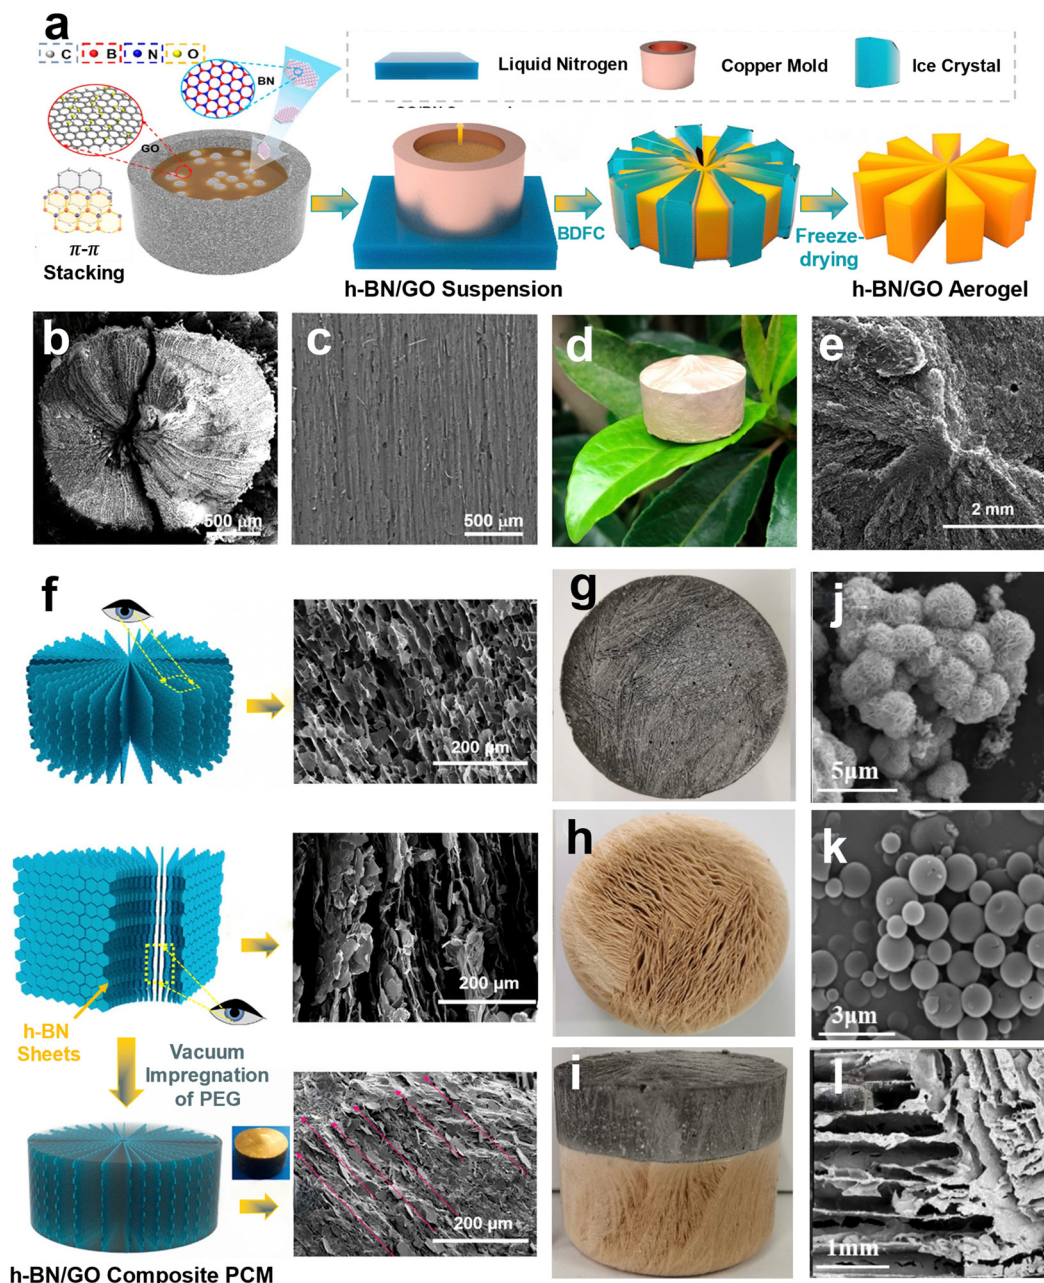 a
C B N O
Liquid Nitrogen
Copper Mold
Ice Crystal
BN
GO
π-π
Stacking
BDFC
Freeze-
drying
h-BN/GO Suspension
h-BN/GO Aerogel
b
500 μm
c
500 μm
d
e
2 mm
f
200 μm
g
j
5μm
200 μm
h
k
3μm
h-BN
Sheets
Vacuum
Impregnation
of PEG
200 μm
i
l
1mm
h-BN/GO Composite PCM